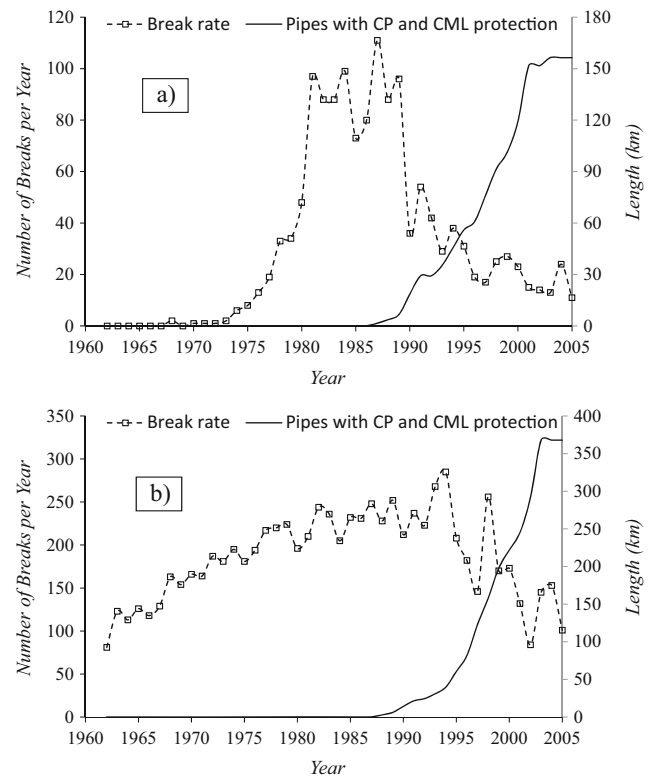 Break rate Pipes with CP and CML protection
a)
Number of Breaks per Year
120
100
80
60
40
20
0
Length (km)
180
150
120
90
60
30
0
1960 1965 1970 1975 1980 1985 1990 1995 2000 2005
Year
Break rate Pipes with CP and CML protection
b)
Number of Breaks per Year
350
300
250
200
150
100
50
0
Length (km)
400
350
300
250
200
150
100
50
0
1960 1965 1970 1975 1980 1985 1990 1995 2000 2005
Year